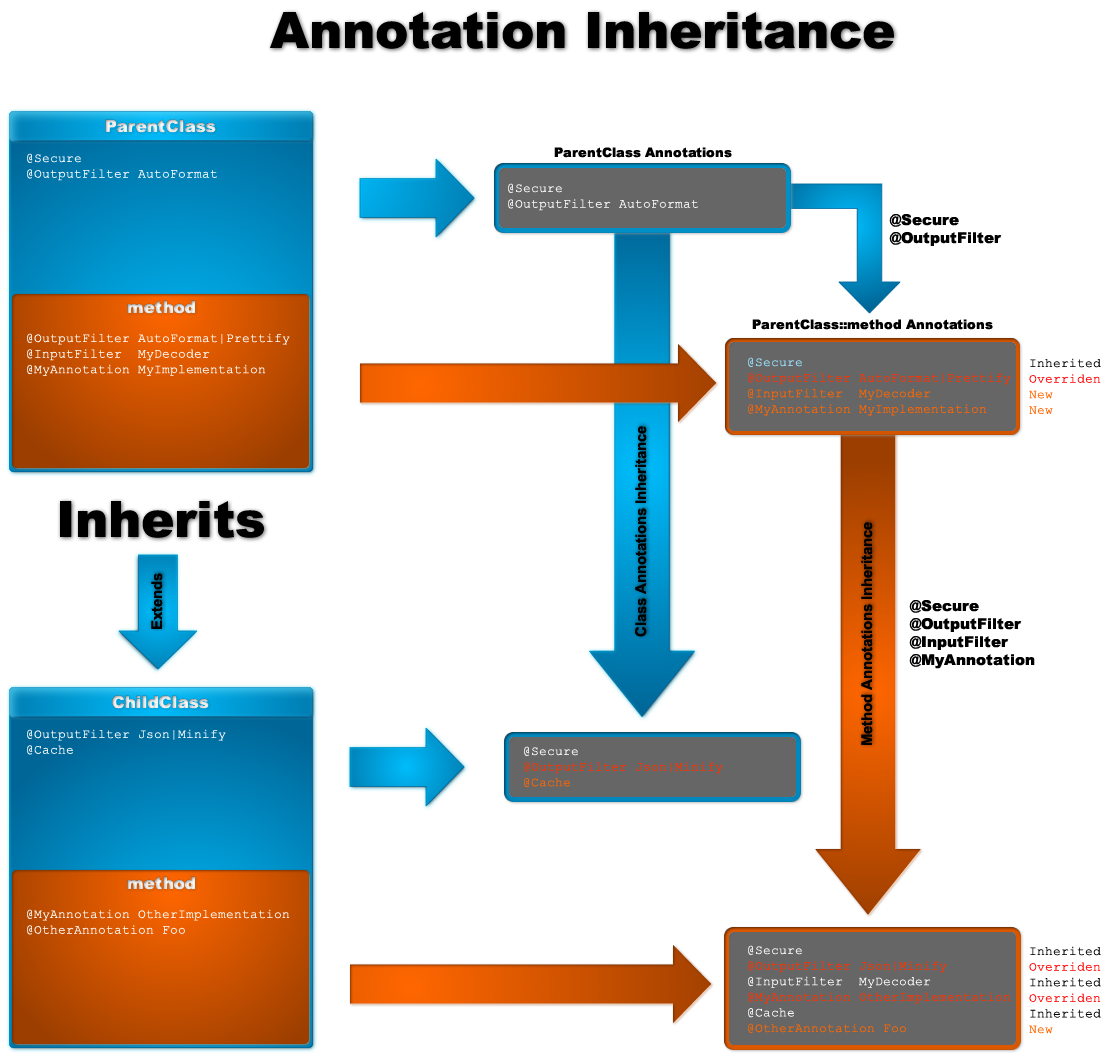 Annotation Inheritance
ParentClass
@Secure
@OutputFilter AutoFormat
method
@OutputFilter AutoFormat|Prettify
@InputFilter  MyDecoder
@MyAnnotation MyImplementation
ParentClass Annotations
@Secure
@OutputFilter AutoFormat
@Secure
@OutputFilter
ParentClass::method Annotations
@Secure Inherited
@OutputFilter AutoFormat|Prettify Overriden
@InputFilter  MyDecoder New
@MyAnnotation MyImplementation New
Class Annotations Inheritance
Method Annotations Inheritance
@Secure
@OutputFilter
@InputFilter
@MyAnnotation
Inherits
Extends
ChildClass
@OutputFilter Json|Minify
@Cache
method
@MyAnnotation OtherImplementation
@OtherAnnotation Foo
@Secure
@OutputFilter Json|Minify
@Cache
@Secure Inherited
@OutputFilter Json|Minify Overriden
@InputFilter  MyDecoder Inherited
@MyAnnotation OtherImplementation Overriden
@Cache Inherited
@OtherAnnotation Foo New